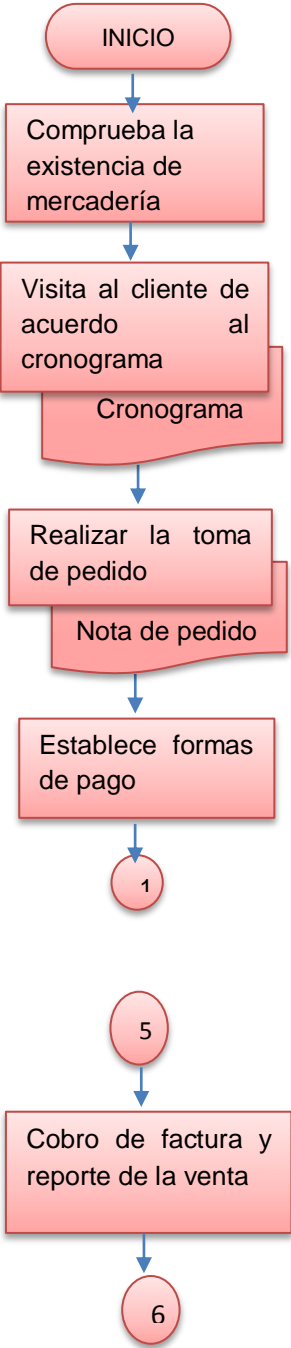 INICIO
Comprueba la
existencia de
mercadería
Visita al cliente de
acuerdo al
cronograma
Cronograma
Realizar la toma
de pedido
Nota de pedido
Establece formas
de pago
1
5
Cobro de factura y
reporte de la venta
6